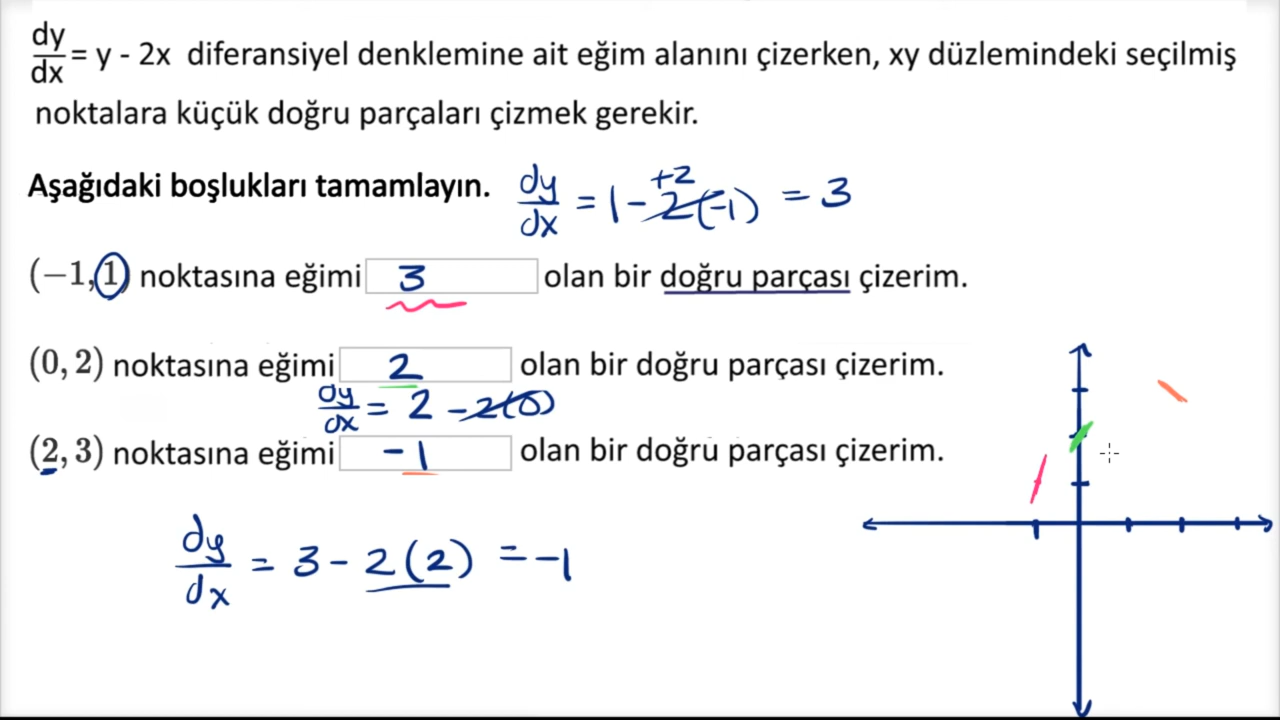 dy/dx = y - 2x diferansiyel denklemine ait eğim alanını çizerken, xy düzlemindeki seçilmiş
noktalara küçük doğru parçaları çizmek gerekir.
Aşağıdaki boşlukları tamamlayın.
dy/dx = 1 - 2(-1) = 3
+2
(−1, 1) noktasına eğimi 3 olan bir doğru parçası çizerim.
(0, 2) noktasına eğimi 2 olan bir doğru parçası çizerim.
dy/dx = 2 - 2(0)
(2, 3) noktasına eğimi -1 olan bir doğru parçası çizerim.
dy/dx = 3 - 2(2) = -1